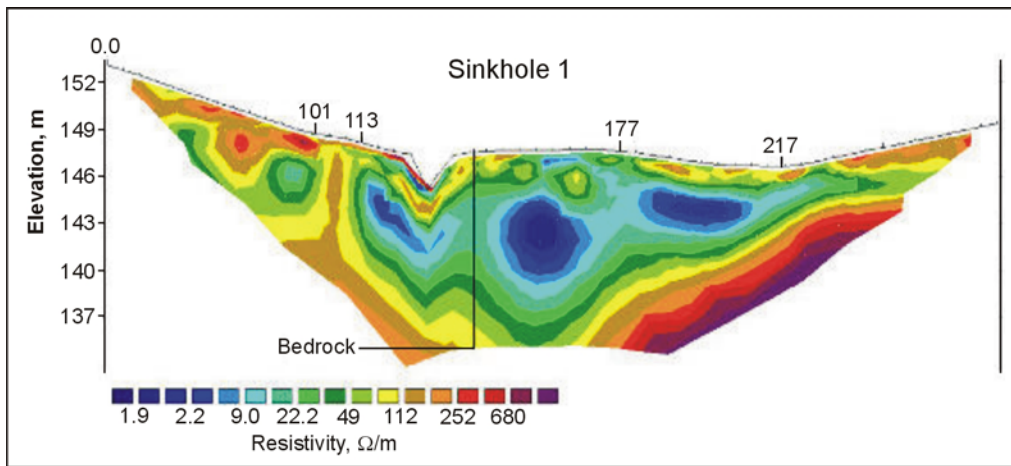 0.0
Sinkhole 1
152
149
146
143
140
137
Elevation, m
101
113
177
217
Bedrock
1.9 2.2 9.0 22.2 49 112 252 680
Resistivity, Ω/m